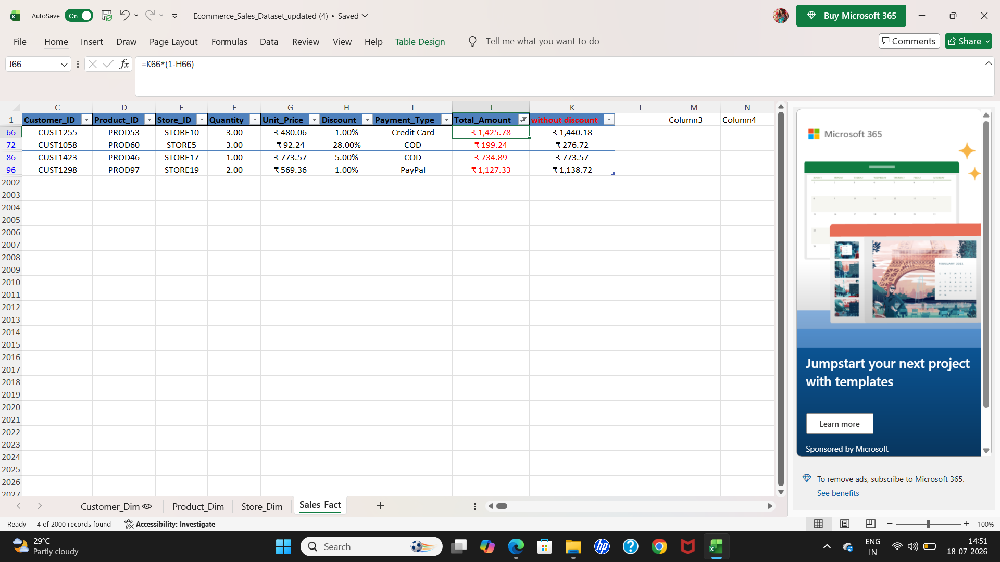 AutoSave On Ecommerce_Sales_Dataset_updated (4) • Saved Buy Microsoft 365
File Home Insert Draw Page Layout Formulas Data Review View Help Table Design Tell me what you want to do Comments Share
J66 fx =K66*(1-H66)
C D E F G H I J K L M N
1 Customer_ID Product_ID Store_ID Quantity Unit_Price Discount Payment_Type Total_Amount without discount Column3 Column4
66 CUST1255 PROD53 STORE10 3.00 ₹ 480.06 1.00% Credit Card ₹ 1,425.78 ₹ 1,440.18
72 CUST1058 PROD60 STORE5 3.00 ₹ 92.24 28.00% COD ₹ 199.24 ₹ 276.72
86 CUST1423 PROD46 STORE17 1.00 ₹ 773.57 5.00% COD ₹ 734.89 ₹ 773.57
96 CUST1298 PROD97 STORE19 2.00 ₹ 569.36 1.00% PayPal ₹ 1,127.33 ₹ 1,138.72
2002
2003
2004
2005
2006
2007
2008
2009
2010
2011
2012
2013
2014
2015
2016
2017
2018
2019
2020
2021
2022
2023
2024
2025
2026
2027
Microsoft 365
FEBRUARY 2023
Jumpstart your next project
with templates
Learn more
Sponsored by Microsoft
To remove ads, subscribe to Microsoft 365.
See benefits
Customer_Dim Product_Dim Store_Dim Sales_Fact
Ready 4 of 2000 records found Accessibility: Investigate 100%
29°C
Partly cloudy
Search
hp
ENG
IN
14:51
18-07-2026